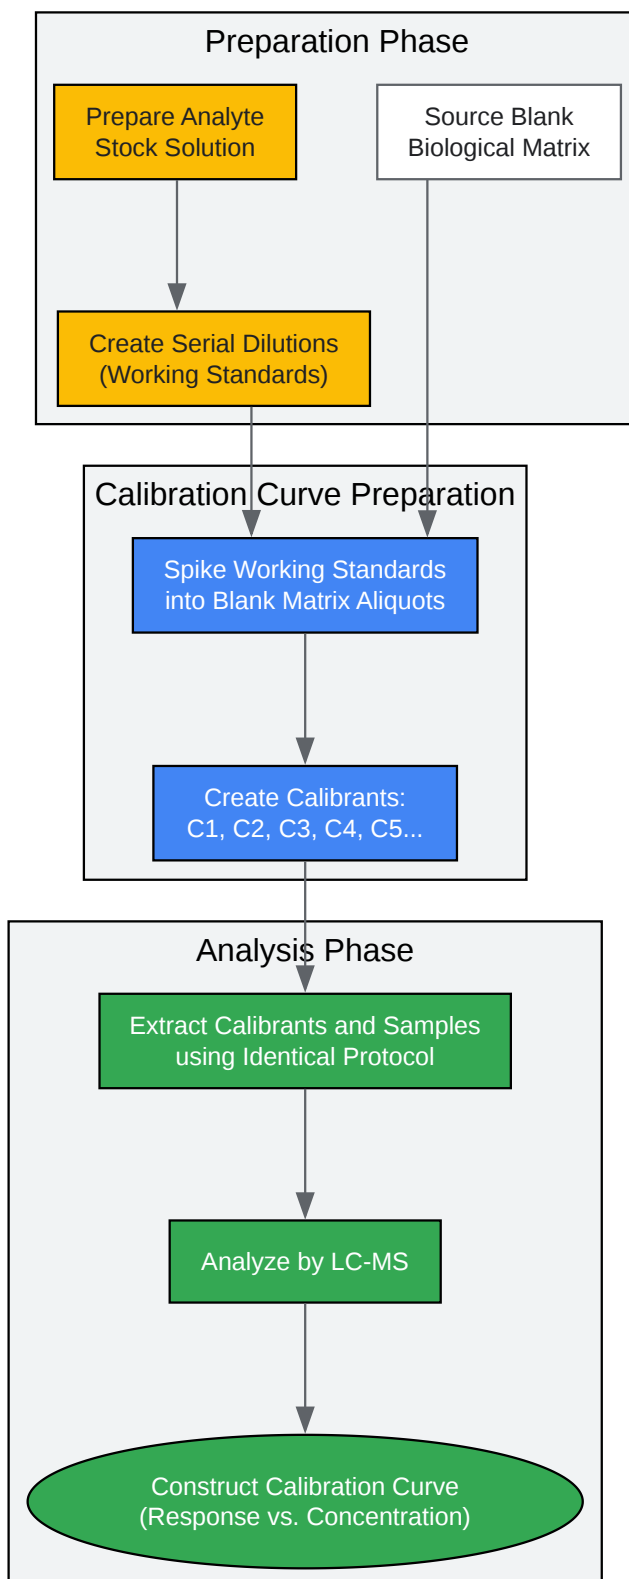 Preparation Phase
Prepare Analyte
Stock Solution
Source Blank
Biological Matrix
Create Serial Dilutions
(Working Standards)
Calibration Curve Preparation
Spike Working Standards
into Blank Matrix Aliquots
Create Calibrants:
C1, C2, C3, C4, C5...
Analysis Phase
Extract Calibrants and Samples
using Identical Protocol
Analyze by LC-MS
Construct Calibration Curve
(Response vs. Concentration)